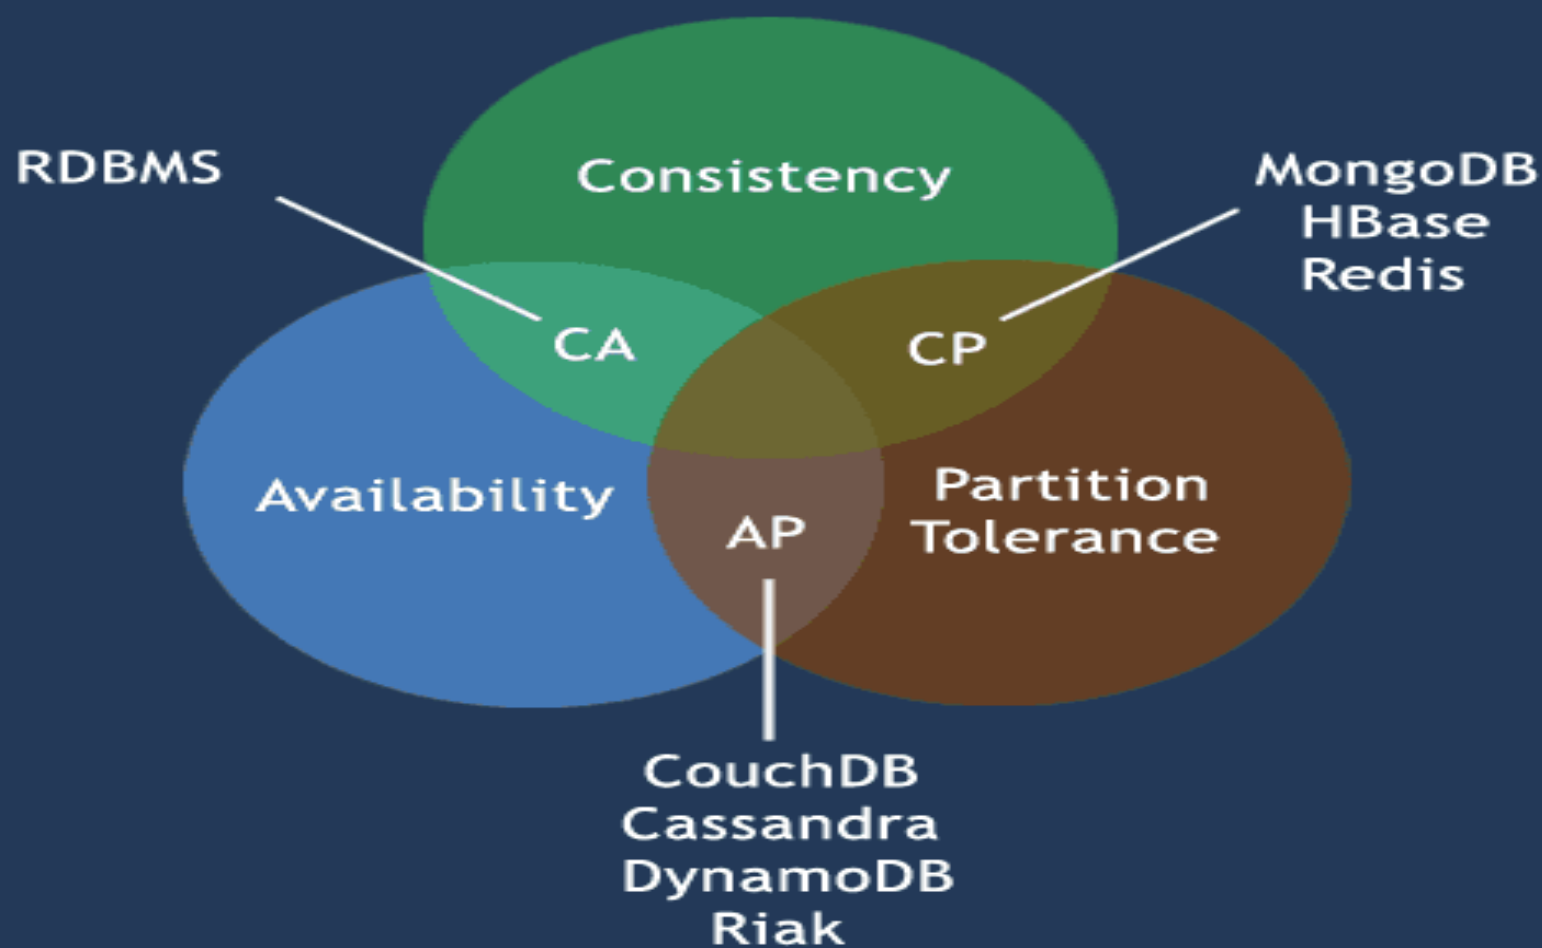 Consistency
RDBMS
MongoDB
HBase
Redis
CA
CP
Availability
Partition
Tolerance
AP
CouchDB
Cassandra
DynamoDB
Riak